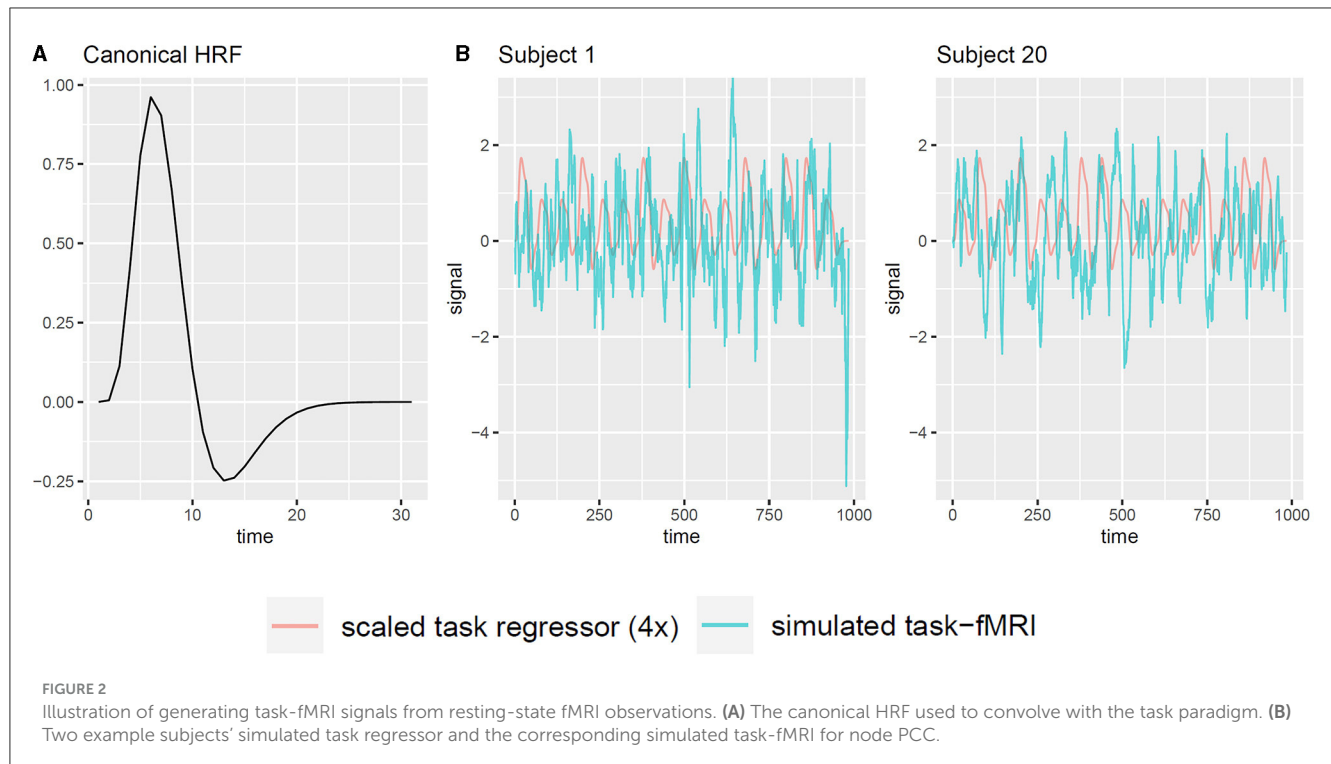 A Canonical HRF
1.00
0.75
0.50
0.25
0.00
−0.25
0 10 20 30
time
B Subject 1
signal
2
0
−2
−4
0 250 500 750 1000
time
Subject 20
signal
2
0
−2
−4
0 250 500 750 1000
time
scaled task regressor (4x) simulated task−fMRI
FIGURE 2
Illustration of generating task-fMRI signals from resting-state fMRI observations. (A) The canonical HRF used to convolve with the task paradigm. (B)
Two example subjects' simulated task regressor and the corresponding simulated task-fMRI for node PCC.